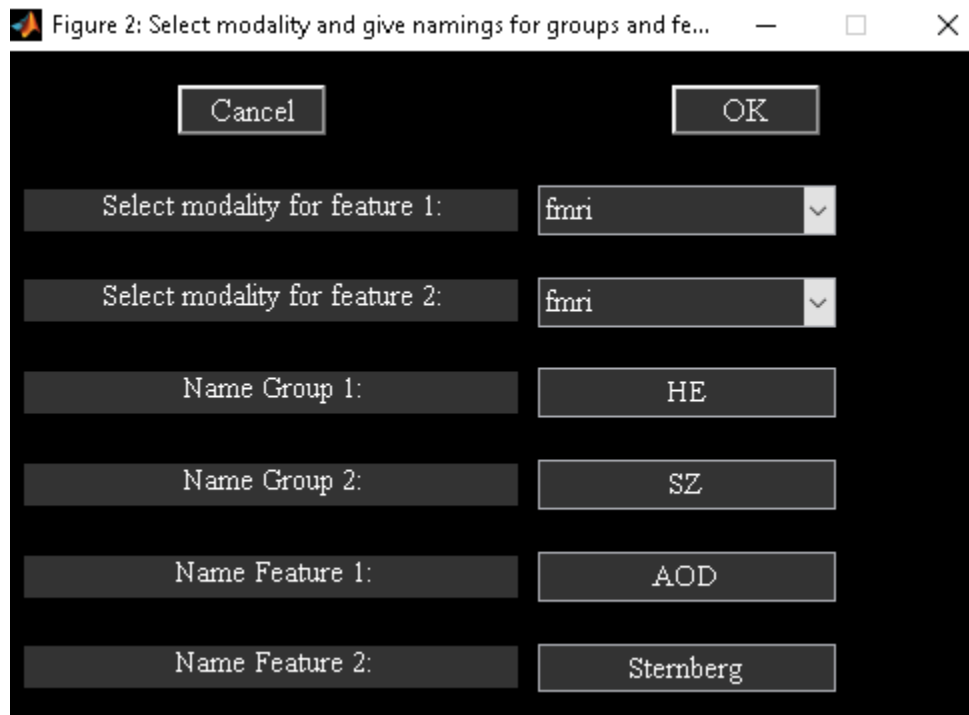 Figure 2: Select modality and give namings for groups and fe...
Cancel OK
Select modality for feature 1: fmri
Select modality for feature 2: fmri
Name Group 1: HE
Name Group 2: SZ
Name Feature 1: AOD
Name Feature 2: Sternberg